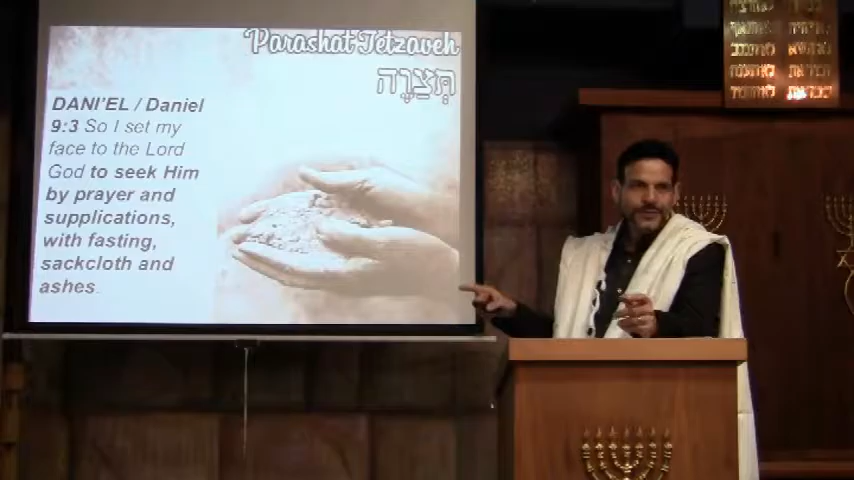 Parashat Tetzaveh
תְּצַוֶּה
DANI'EL / Daniel
9:3 So I set my
face to the Lord
God to seek Him
by prayer and
supplications,
with fasting,
sackcloth and
ashes.